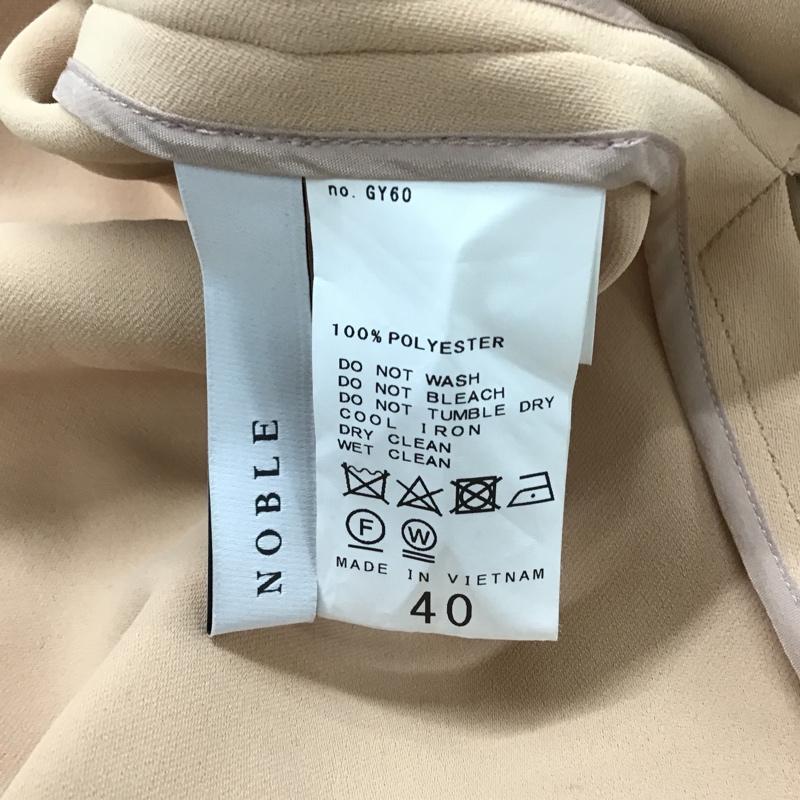 NOBLE
no. GY60
100% POLYESTER
DO NOT WASH
DO NOT BLEACH
DO NOT TUMBLE DRY
COOL IRON
DRY CLEAN
WET CLEAN
F W
MADE IN VIETNAM
40